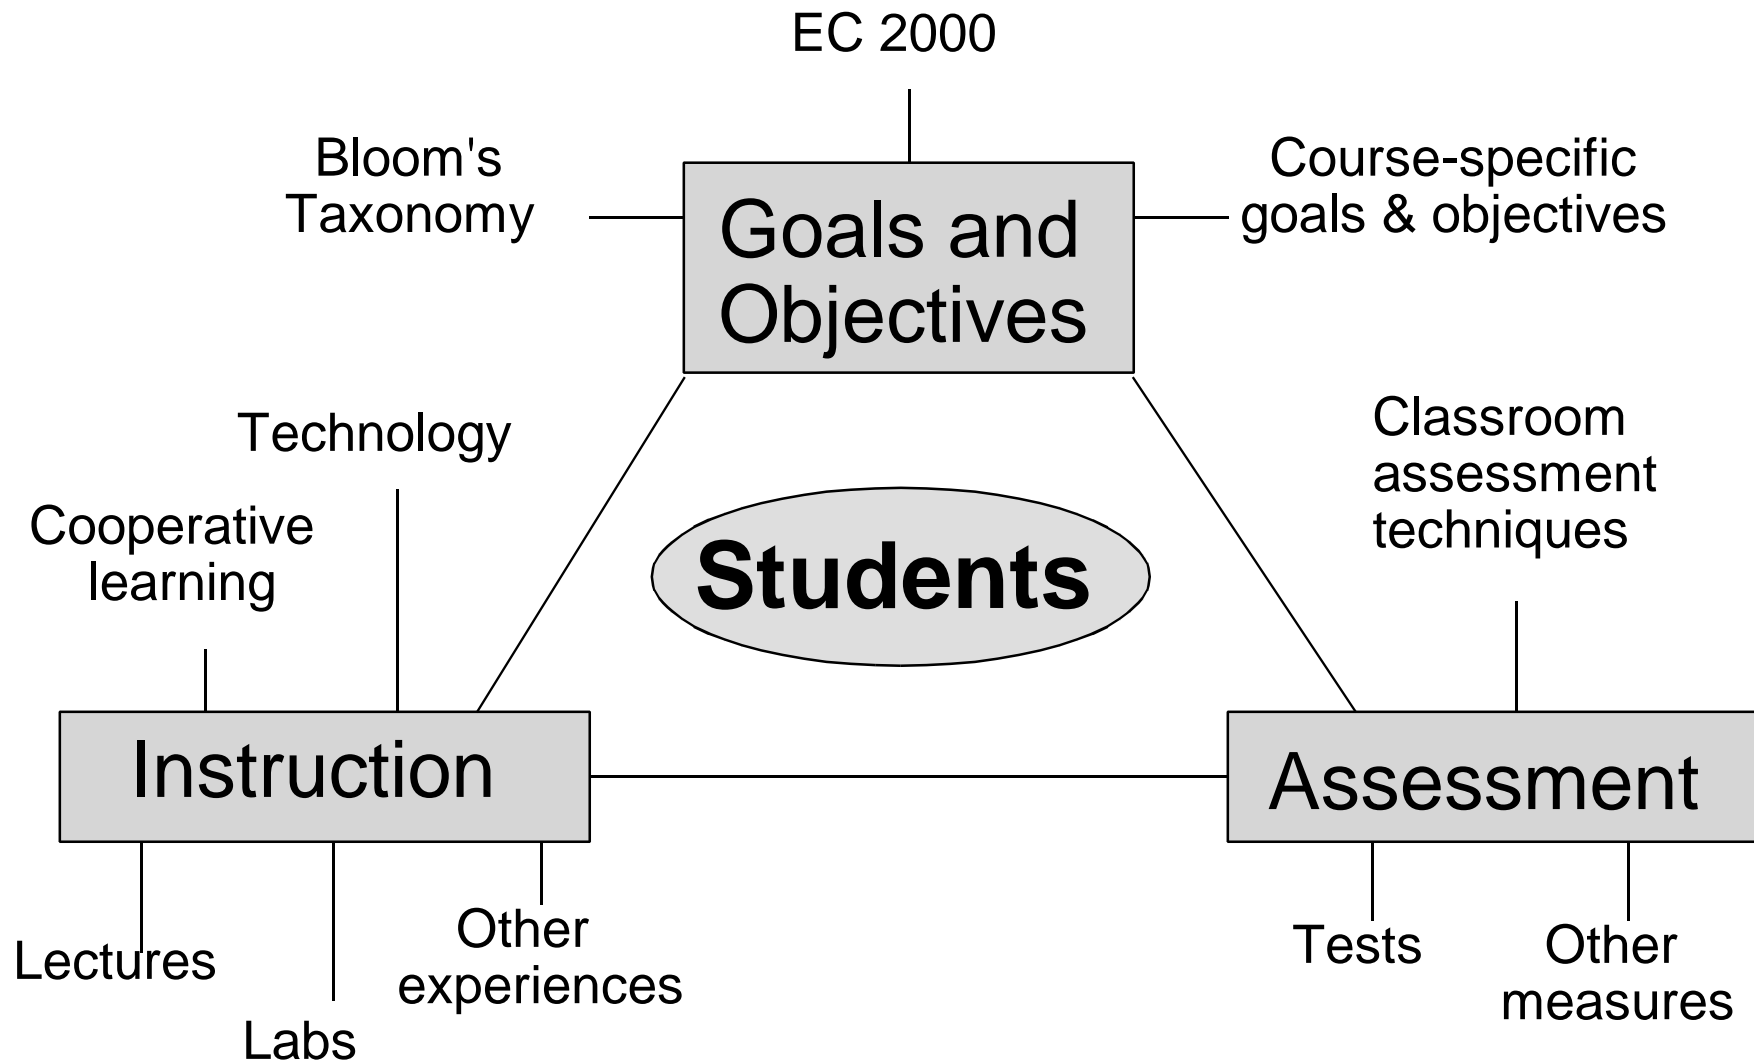 EC 2000
Bloom's
Taxonomy
Course-specific
goals & objectives
Goals and
Objectives
Technology
Classroom
assessment
techniques
Cooperative
learning
Students
Instruction
Assessment
Lectures
Labs
Other
experiences
Tests
Other
measures